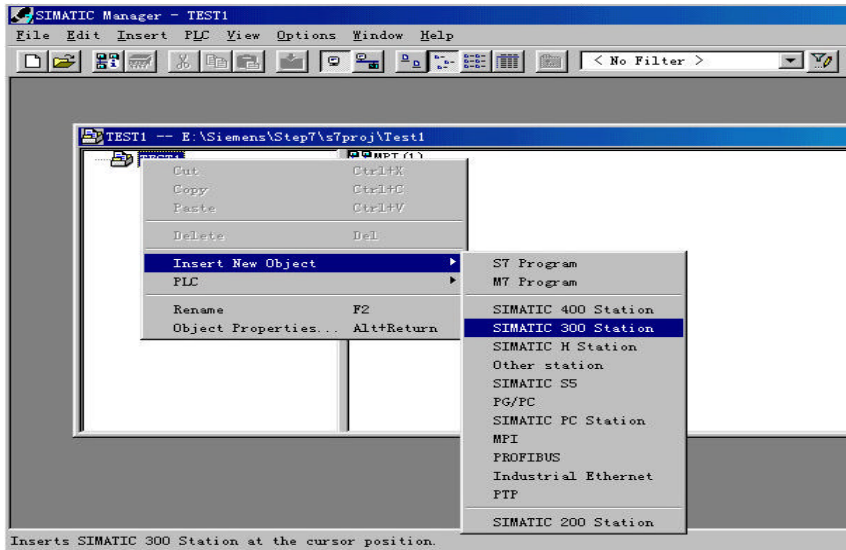 SIMATIC Manager - TEST1
File Edit Insert PLC View Options Window Help
< No Filter >
TEST1 -- E:\Siemens\Step7\s7proj\Test1
TEST1 MPI(1)
Cut Ctrl+X
Copy Ctrl+C
Paste Ctrl+V
Delete Del
Insert New Object
PLC
Rename F2
Object Properties... Alt+Return
S7 Program
M7 Program
SIMATIC 400 Station
SIMATIC 300 Station
SIMATIC H Station
Other station
SIMATIC S5
PG/PC
SIMATIC PC Station
MPI
PROFIBUS
Industrial Ethernet
PTP
SIMATIC 200 Station
Inserts SIMATIC 300 Station at the cursor position.